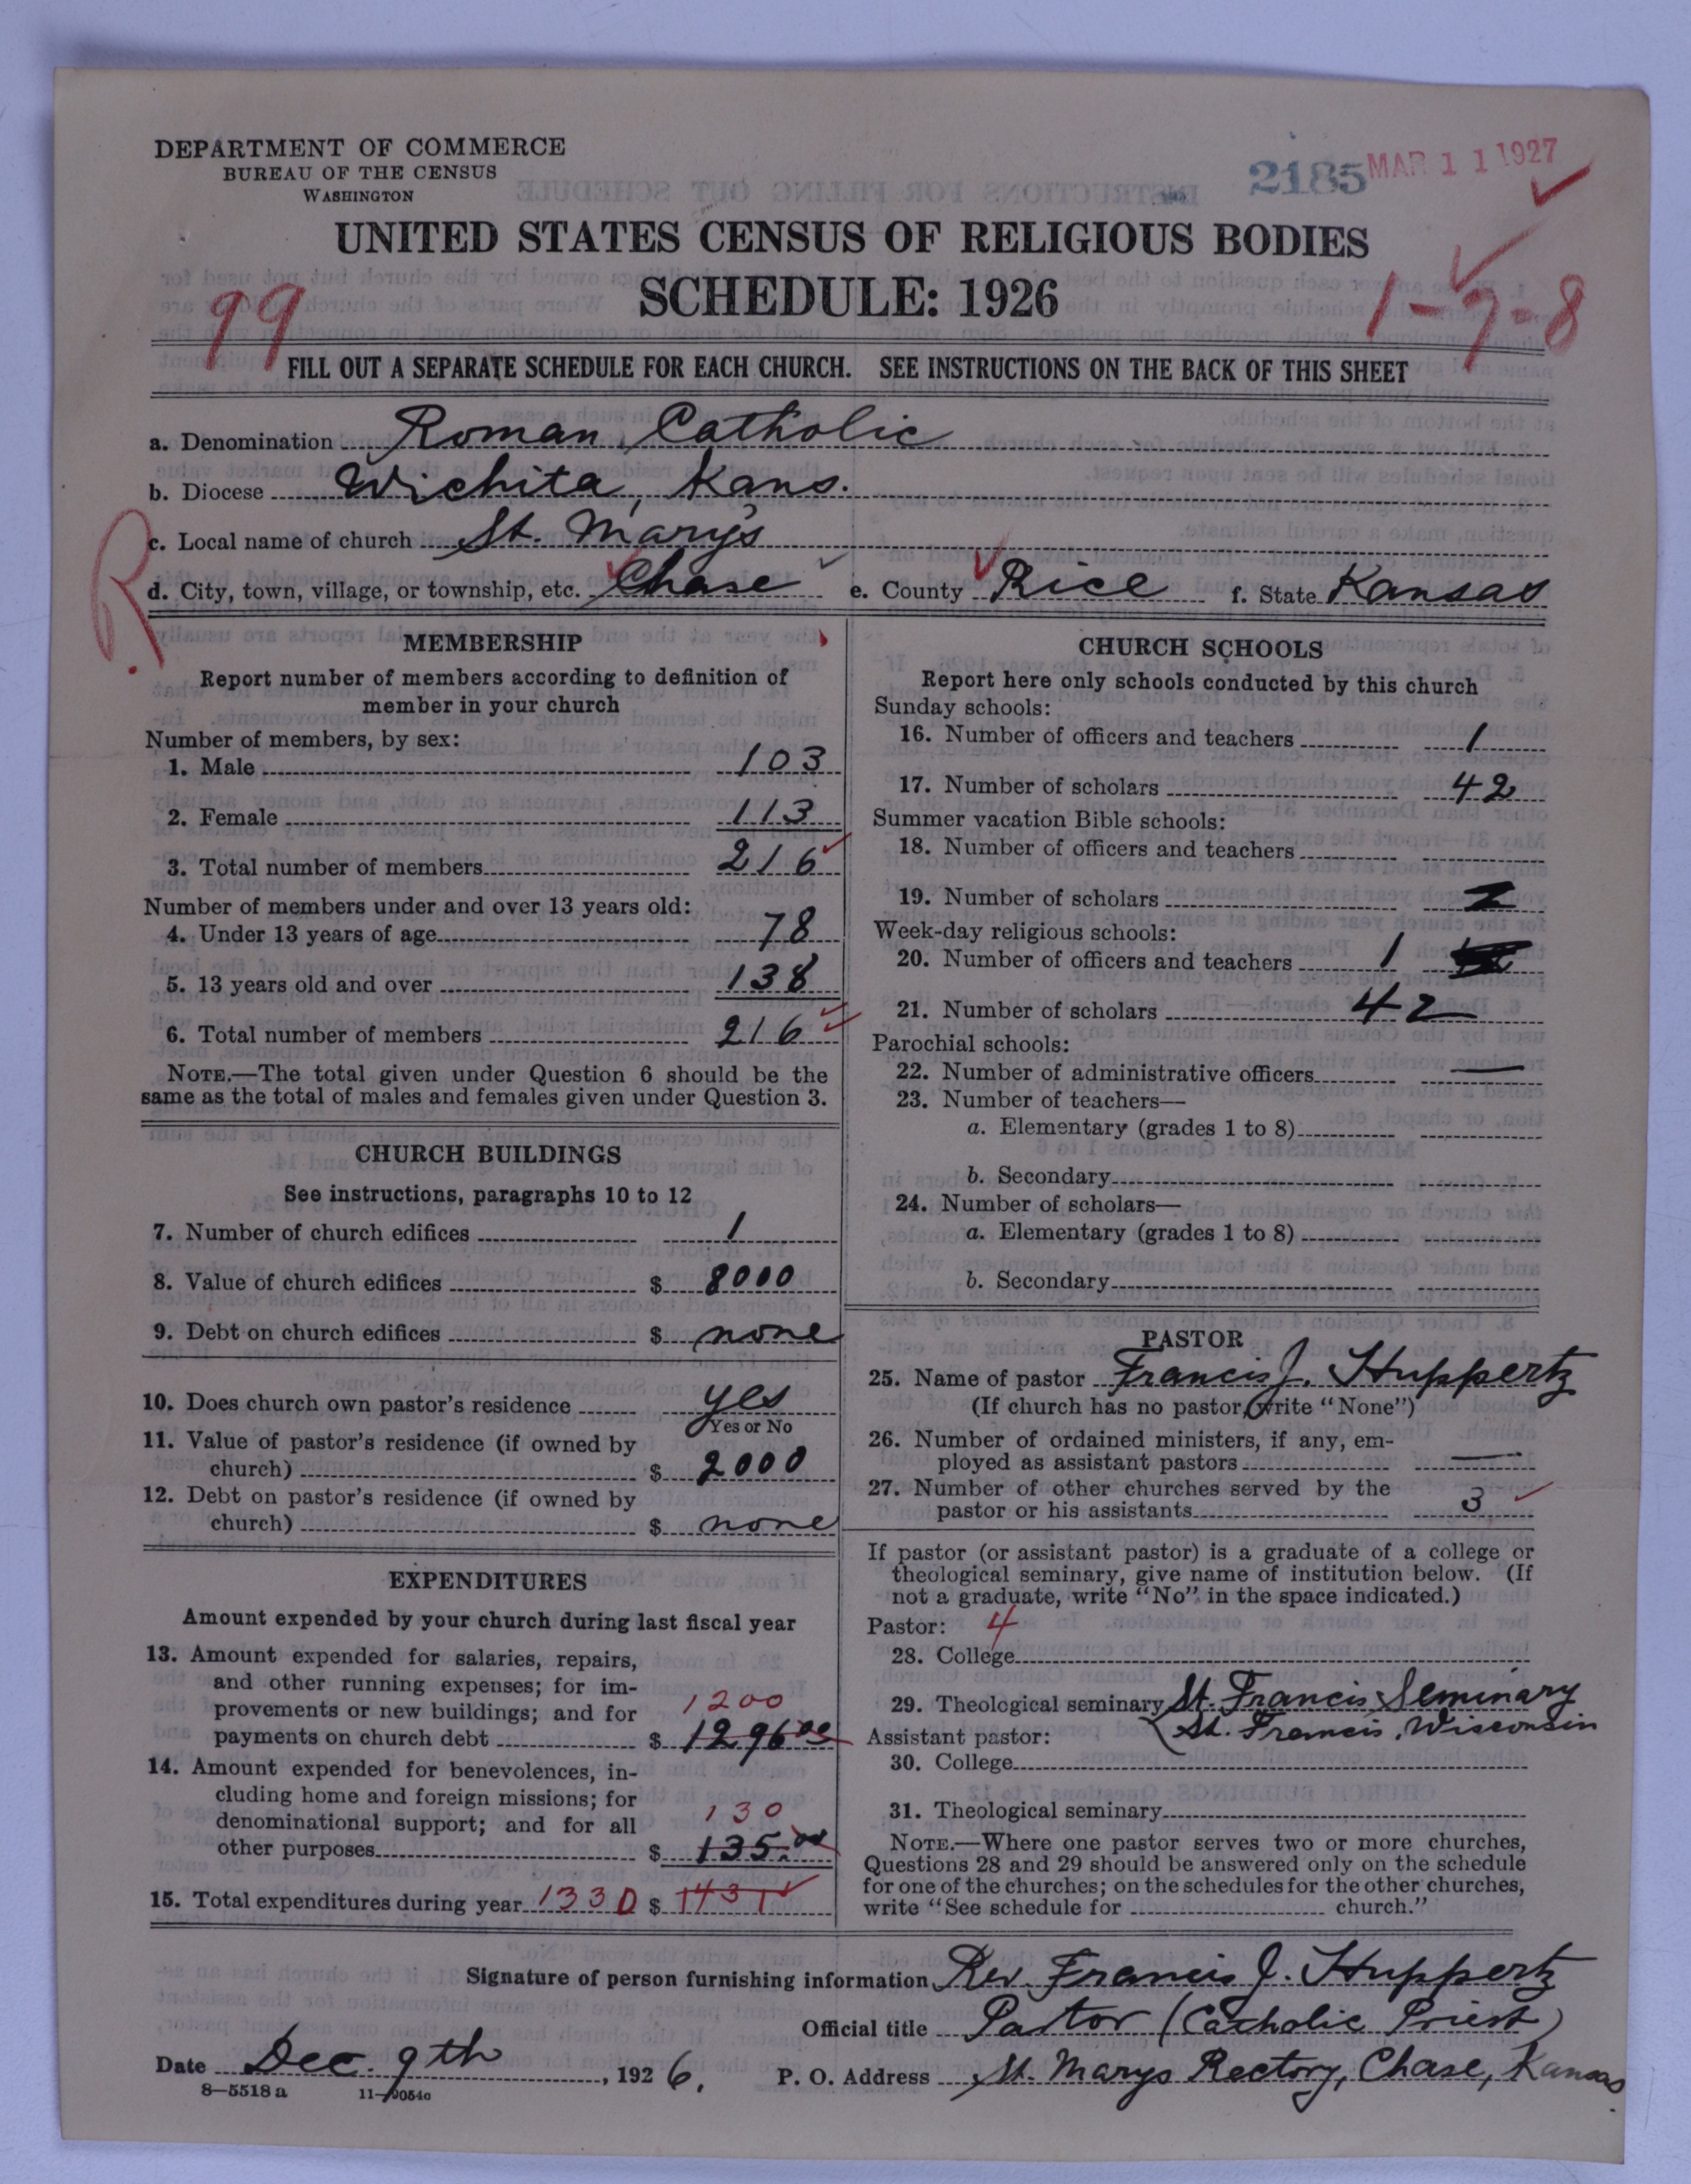 DEPARTMENT OF COMMERCE
BUREAU OF THE CENSUS
WASHINGTON
2185 MAR 11 1927
UNITED STATES CENSUS OF RELIGIOUS BODIES
SCHEDULE: 1926
99
1-7-8
FILL OUT A SEPARATE SCHEDULE FOR EACH CHURCH. SEE INSTRUCTIONS ON THE BACK OF THIS SHEET
a. Denomination Roman Catholic
b. Diocese Wichita, Kans.
c. Local name of church St. Mary's
R.
d. City, town, village, or township, etc. Chase e. County Rice f. State Kansas
MEMBERSHIP
Report number of members according to definition of
member in your church
Number of members, by sex:
1. Male 103
2. Female 113
3. Total number of members 216
Number of members under and over 13 years old:
4. Under 13 years of age 78
5. 13 years old and over 138
6. Total number of members 216
NOTE.—The total given under Question 6 should be the
same as the total of males and females given under Question 3.
CHURCH BUILDINGS
See instructions, paragraphs 10 to 12
7. Number of church edifices 1
8. Value of church edifices $ 8000
9. Debt on church edifices $ none
10. Does church own pastor's residence yes
Yes or No
11. Value of pastor's residence (if owned by
church) $ 2000
12. Debt on pastor's residence (if owned by
church) $ none
EXPENDITURES
Amount expended by your church during last fiscal year
13. Amount expended for salaries, repairs,
and other running expenses; for im-
provements or new buildings; and for 1200
payments on church debt $ 1296.00
14. Amount expended for benevolences, in-
cluding home and foreign missions; for
denominational support; and for all 130
other purposes $ 135.00
15. Total expenditures during year 1330 $ 1431
CHURCH SCHOOLS
Report here only schools conducted by this church
Sunday schools:
16. Number of officers and teachers 1
17. Number of scholars 42
Summer vacation Bible schools:
18. Number of officers and teachers
19. Number of scholars
Week-day religious schools:
20. Number of officers and teachers 1
21. Number of scholars 42
Parochial schools:
22. Number of administrative officers —
23. Number of teachers—
a. Elementary (grades 1 to 8)
b. Secondary
24. Number of scholars—
a. Elementary (grades 1 to 8)
b. Secondary
PASTOR
25. Name of pastor Francis J. Huppertz
(If church has no pastor, write "None")
26. Number of ordained ministers, if any, em-
ployed as assistant pastors —
27. Number of other churches served by the
pastor or his assistants 3
If pastor (or assistant pastor) is a graduate of a college or
theological seminary, give name of institution below. (If
not a graduate, write "No" in the space indicated.)
Pastor: 4
28. College
29. Theological seminary St. Francis Seminary
St. Francis, Wisconsin
Assistant pastor:
30. College
31. Theological seminary
NOTE.—Where one pastor serves two or more churches,
Questions 28 and 29 should be answered only on the schedule
for one of the churches; on the schedules for the other churches,
write "See schedule for church."
Signature of person furnishing information Rev. Francis J. Huppertz
Official title Pastor (Catholic Priest)
Date Dec. 9th, 1926. P. O. Address St. Marys Rectory, Chase, Kansas.
8—5518 a 11—9054c